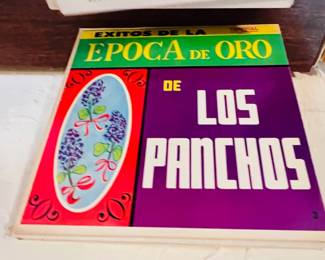 EXITOS DE LA
EPOCA DE ORO
DE
LOS
PANCHOS